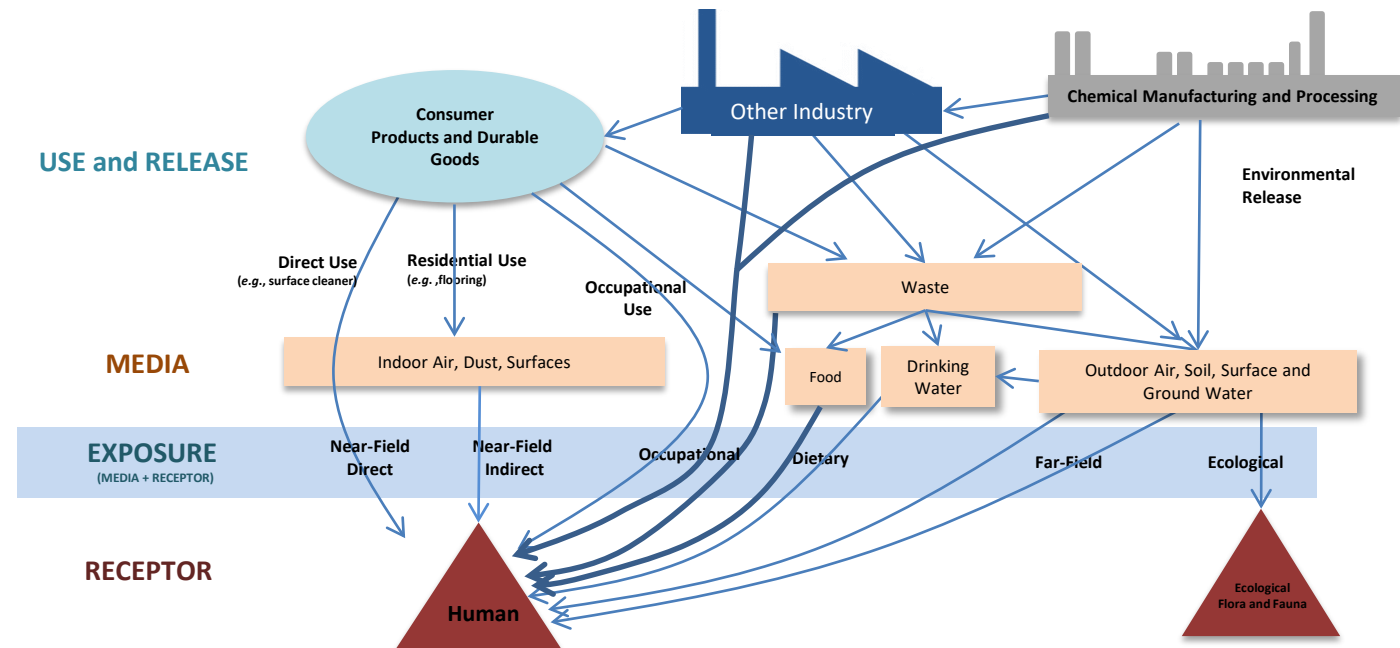 Consumer
Products and Durable
Goods
Other Industry
Chemical Manufacturing and Processing
USE and RELEASE
Environmental
Release
Direct Use
(e.g., surface cleaner)
Residential Use
(e.g. ,flooring)
Occupational
Use
Waste
MEDIA
Indoor Air, Dust, Surfaces
Food
Drinking
Water
Outdoor Air, Soil, Surface and
Ground Water
EXPOSURE
(MEDIA + RECEPTOR)
Near-Field
Direct
Near-Field
Indirect
Occupational
Dietary
Far-Field
Ecological
RECEPTOR
Human
Ecological
Flora and Fauna